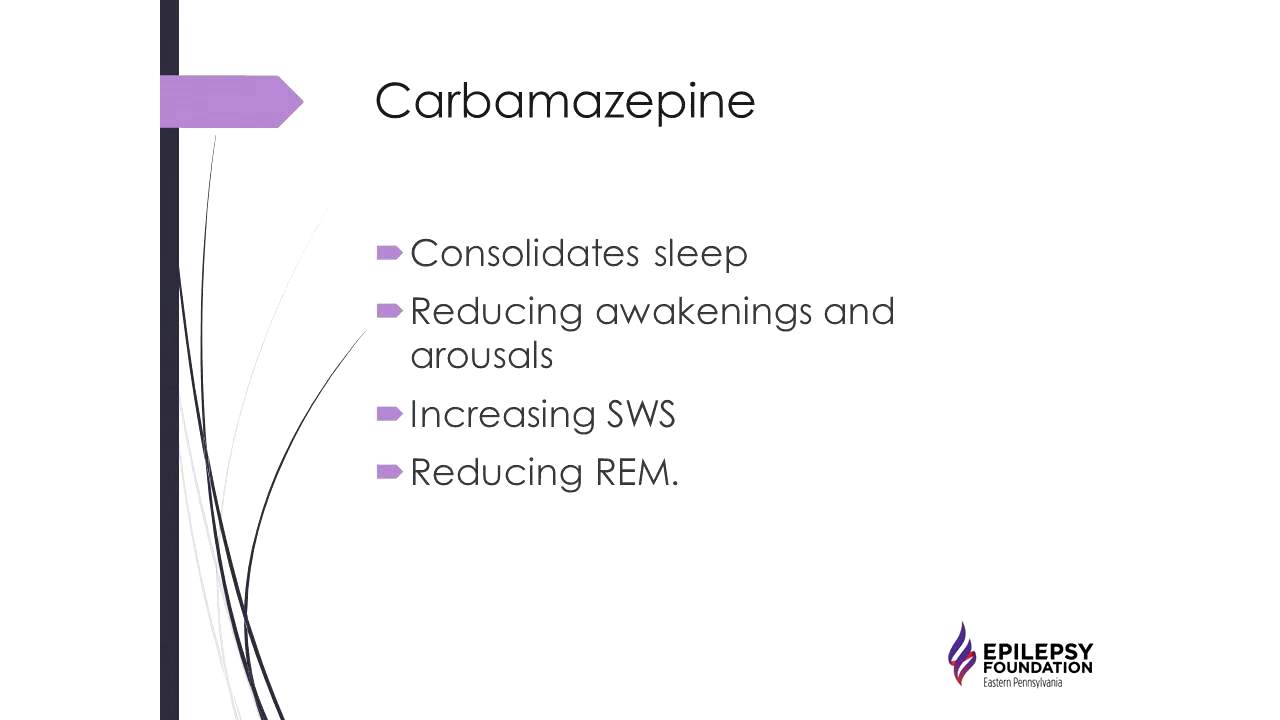 Carbamazepine
Consolidates sleep
Reducing awakenings and
arousals
Increasing SWS
Reducing REM.
EPILEPSY
FOUNDATION
Eastern Pennsylvania